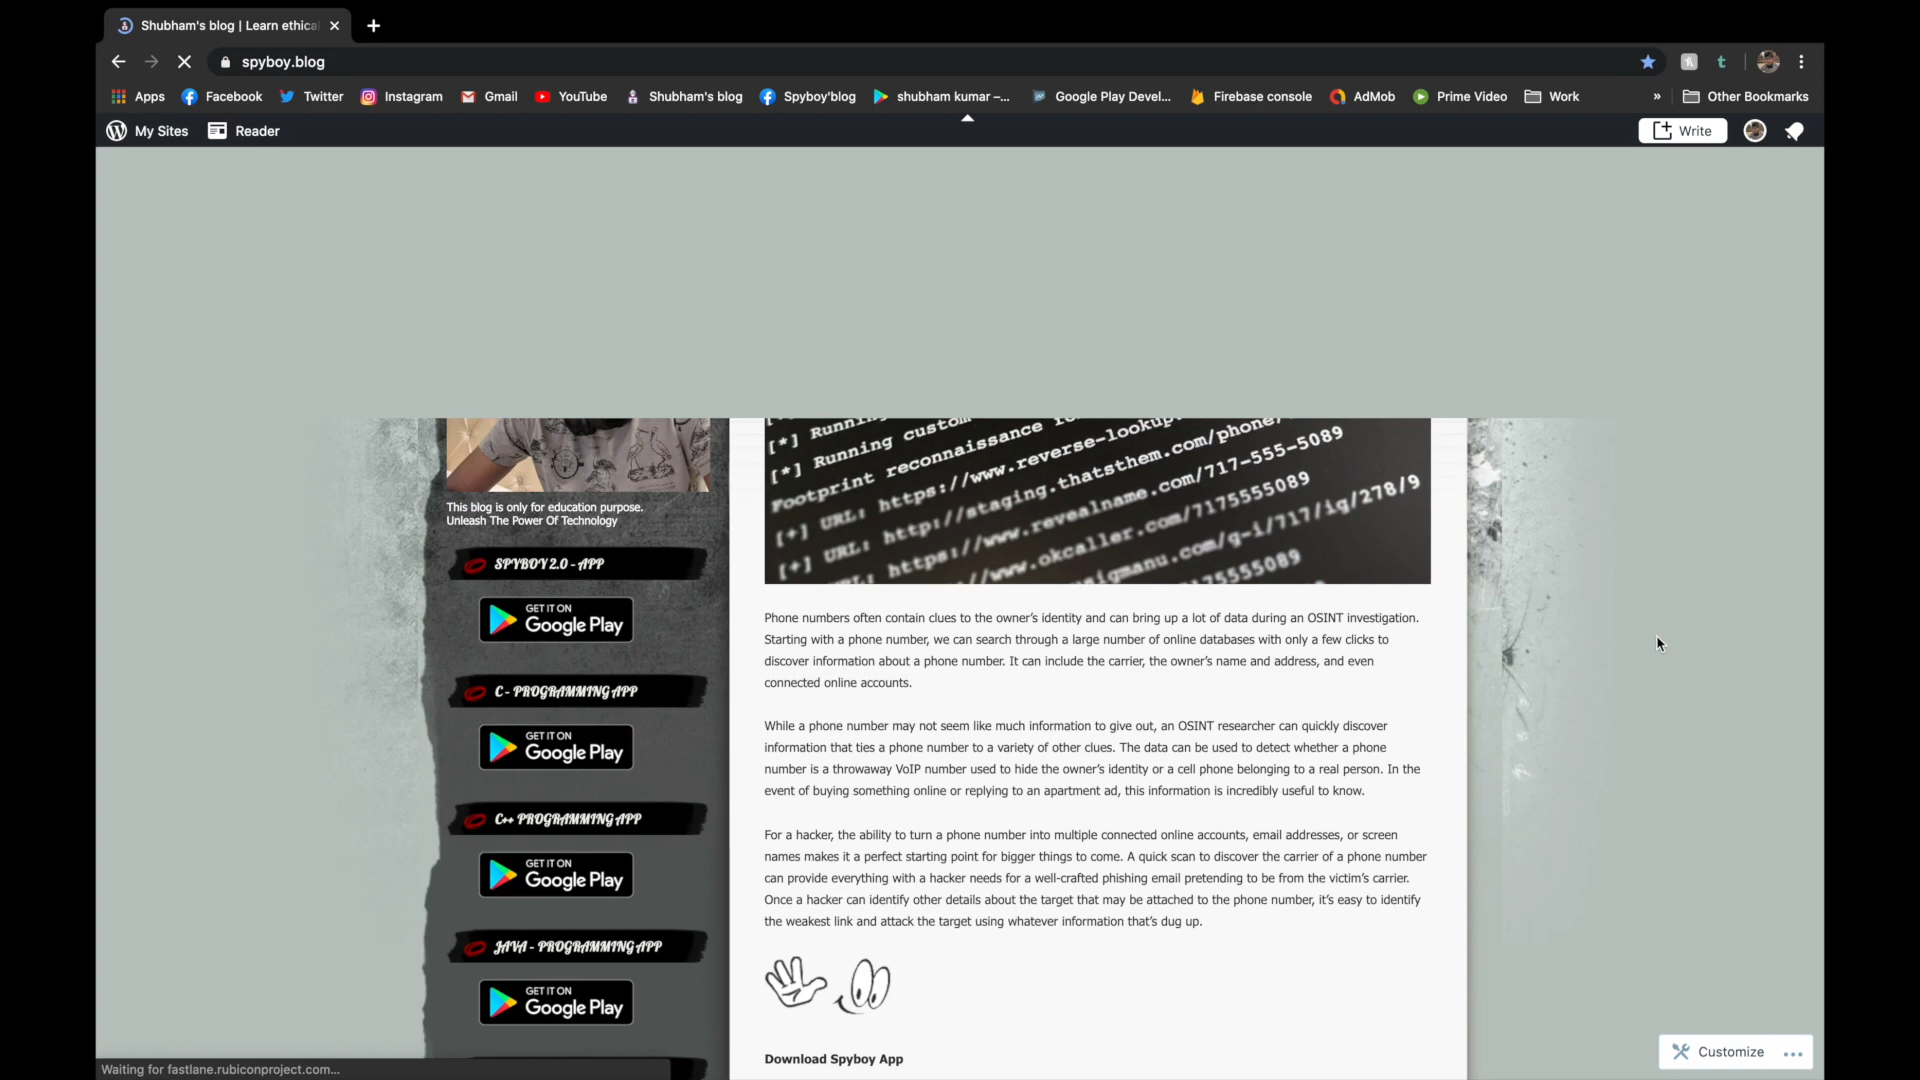 Shubham's blog | Learn ethica
spyboy.blog
Apps Facebook Twitter Instagram Gmail YouTube Shubham's blog Spyboy'blog shubham kumar –... Google Play Devel... Firebase console AdMob Prime Video Work » Other Bookmarks
My Sites Reader Write
This blog is only for education purpose.
Unleash The Power Of Technology
SPYBOY 2.0 - APP
GET IT ON
Google Play
C - PROGRAMMING APP
GET IT ON
Google Play
C++ PROGRAMMING APP
GET IT ON
Google Play
JAVA - PROGRAMMING APP
GET IT ON
Google Play
[*] Running custom
Footprint reconnaissance
[+] URL: https://www.reverse-lookup.
[+] URL: http://staging.thatsthem.com/phone/
https://www.revealname.com/717-555-5089
://www.okcaller.com/7175555089
/g-i/717/ig/278/9
175555089
Phone numbers often contain clues to the owner's identity and can bring up a lot of data during an OSINT investigation.
Starting with a phone number, we can search through a large number of online databases with only a few clicks to
discover information about a phone number. It can include the carrier, the owner's name and address, and even
connected online accounts.
While a phone number may not seem like much information to give out, an OSINT researcher can quickly discover
information that ties a phone number to a variety of other clues. The data can be used to detect whether a phone
number is a throwaway VoIP number used to hide the owner's identity or a cell phone belonging to a real person. In the
event of buying something online or replying to an apartment ad, this information is incredibly useful to know.
For a hacker, the ability to turn a phone number into multiple connected online accounts, email addresses, or screen
names makes it a perfect starting point for bigger things to come. A quick scan to discover the carrier of a phone number
can provide everything with a hacker needs for a well-crafted phishing email pretending to be from the victim's carrier.
Once a hacker can identify other details about the target that may be attached to the phone number, it's easy to identify
the weakest link and attack the target using whatever information that's dug up.
Download Spyboy App
Customize ...
Waiting for fastlane.rubiconproject.com...